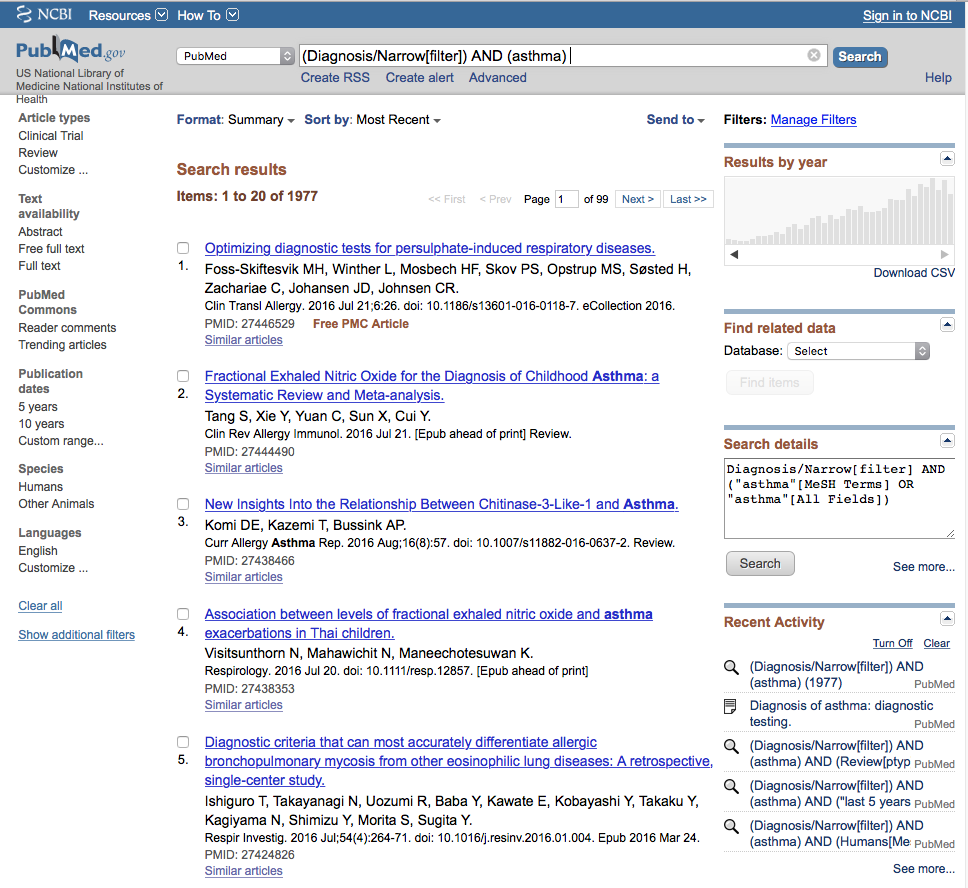 NCBI Resources How To Sign in to NCBI
PubMed.gov
US National Library of
Medicine National Institutes of
Health
PubMed
(Diagnosis/Narrow[filter]) AND (asthma)
Search
Create RSS Create alert Advanced
Help
Article types
Clinical Trial
Review
Customize ...
Text
availability
Abstract
Free full text
Full text
PubMed
Commons
Reader comments
Trending articles
Publication
dates
5 years
10 years
Custom range...
Species
Humans
Other Animals
Languages
English
Customize ...
Clear all
Show additional filters
Format: Summary Sort by: Most Recent Send to
Search results
Items: 1 to 20 of 1977
<< First < Prev Page 1 of 99 Next > Last >>
Optimizing diagnostic tests for persulphate-induced respiratory diseases.
1. Foss-Skiftesvik MH, Winther L, Mosbech HF, Skov PS, Opstrup MS, Søsted H,
Zachariae C, Johansen JD, Johnsen CR.
Clin Transl Allergy. 2016 Jul 21;6:26. doi: 10.1186/s13601-016-0118-7. eCollection 2016.
PMID: 27446529 Free PMC Article
Similar articles
Fractional Exhaled Nitric Oxide for the Diagnosis of Childhood Asthma: a
2. Systematic Review and Meta-analysis.
Tang S, Xie Y, Yuan C, Sun X, Cui Y.
Clin Rev Allergy Immunol. 2016 Jul 21. [Epub ahead of print] Review.
PMID: 27444490
Similar articles
New Insights Into the Relationship Between Chitinase-3-Like-1 and Asthma.
3. Komi DE, Kazemi T, Bussink AP.
Curr Allergy Asthma Rep. 2016 Aug;16(8):57. doi: 10.1007/s11882-016-0637-2. Review.
PMID: 27438466
Similar articles
Association between levels of fractional exhaled nitric oxide and asthma
4. exacerbations in Thai children.
Visitsunthorn N, Mahawichit N, Maneechotesuwan K.
Respirology. 2016 Jul 20. doi: 10.1111/resp.12857. [Epub ahead of print]
PMID: 27438353
Similar articles
Diagnostic criteria that can most accurately differentiate allergic
5. bronchopulmonary mycosis from other eosinophilic lung diseases: A retrospective,
single-center study.
Ishiguro T, Takayanagi N, Uozumi R, Baba Y, Kawate E, Kobayashi Y, Takaku Y,
Kagiyama N, Shimizu Y, Morita S, Sugita Y.
Respir Investig. 2016 Jul;54(4):264-71. doi: 10.1016/j.resinv.2016.01.004. Epub 2016 Mar 24.
PMID: 27424826
Similar articles
Filters: Manage Filters
Results by year
Download CSV
Find related data
Database: Select
Find items
Search details
Diagnosis/Narrow[filter] AND
("asthma"[MeSH Terms] OR
"asthma"[All Fields])
Search See more...
Recent Activity
Turn Off Clear
(Diagnosis/Narrow[filter]) AND
(asthma) (1977) PubMed
Diagnosis of asthma: diagnostic
testing. PubMed
(Diagnosis/Narrow[filter]) AND
(asthma) AND (Review[ptyp PubMed
(Diagnosis/Narrow[filter]) AND
(asthma) AND ("last 5 years PubMed
(Diagnosis/Narrow[filter]) AND
(asthma) AND (Humans[Me PubMed
See more...